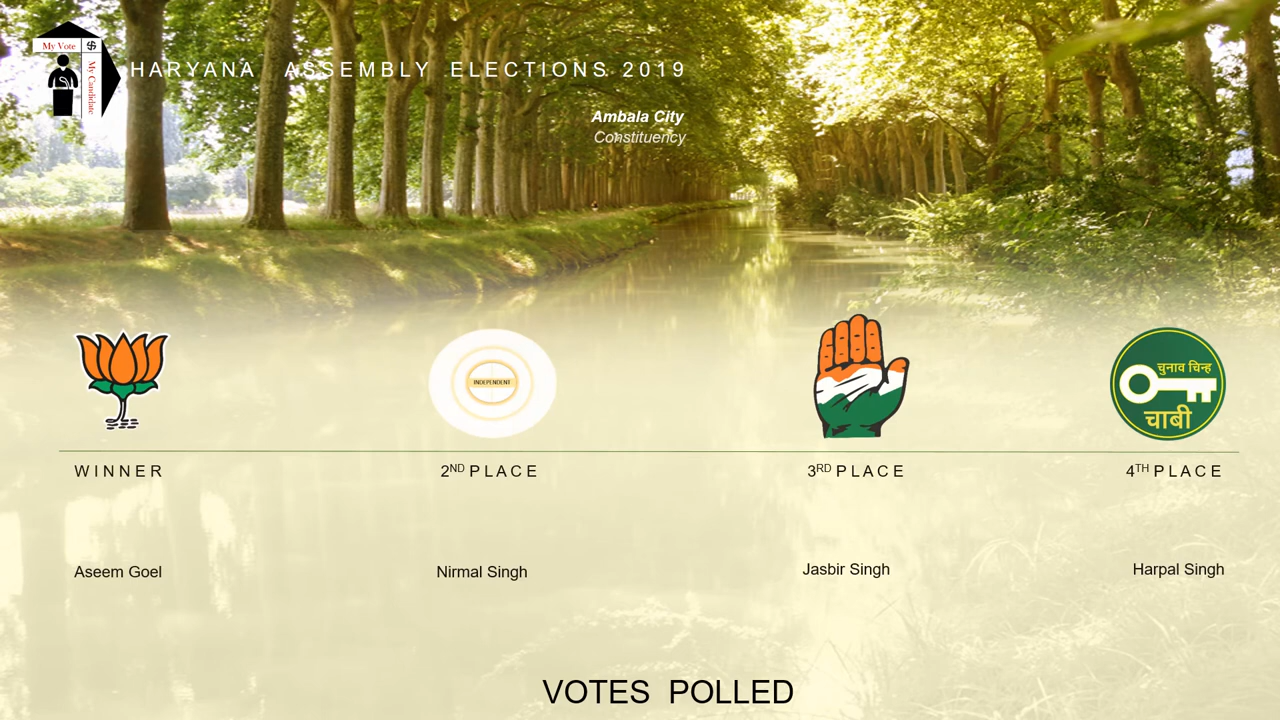 My Vote
My Candidate
HARYANA ASSEMBLY ELECTIONS 2019
Ambala City
Constituency
INDEPENDENT
चुनाव चिन्ह
चाबी
WINNER
2ND PLACE
3RD PLACE
4TH PLACE
Aseem Goel
Nirmal Singh
Jasbir Singh
Harpal Singh
VOTES POLLED